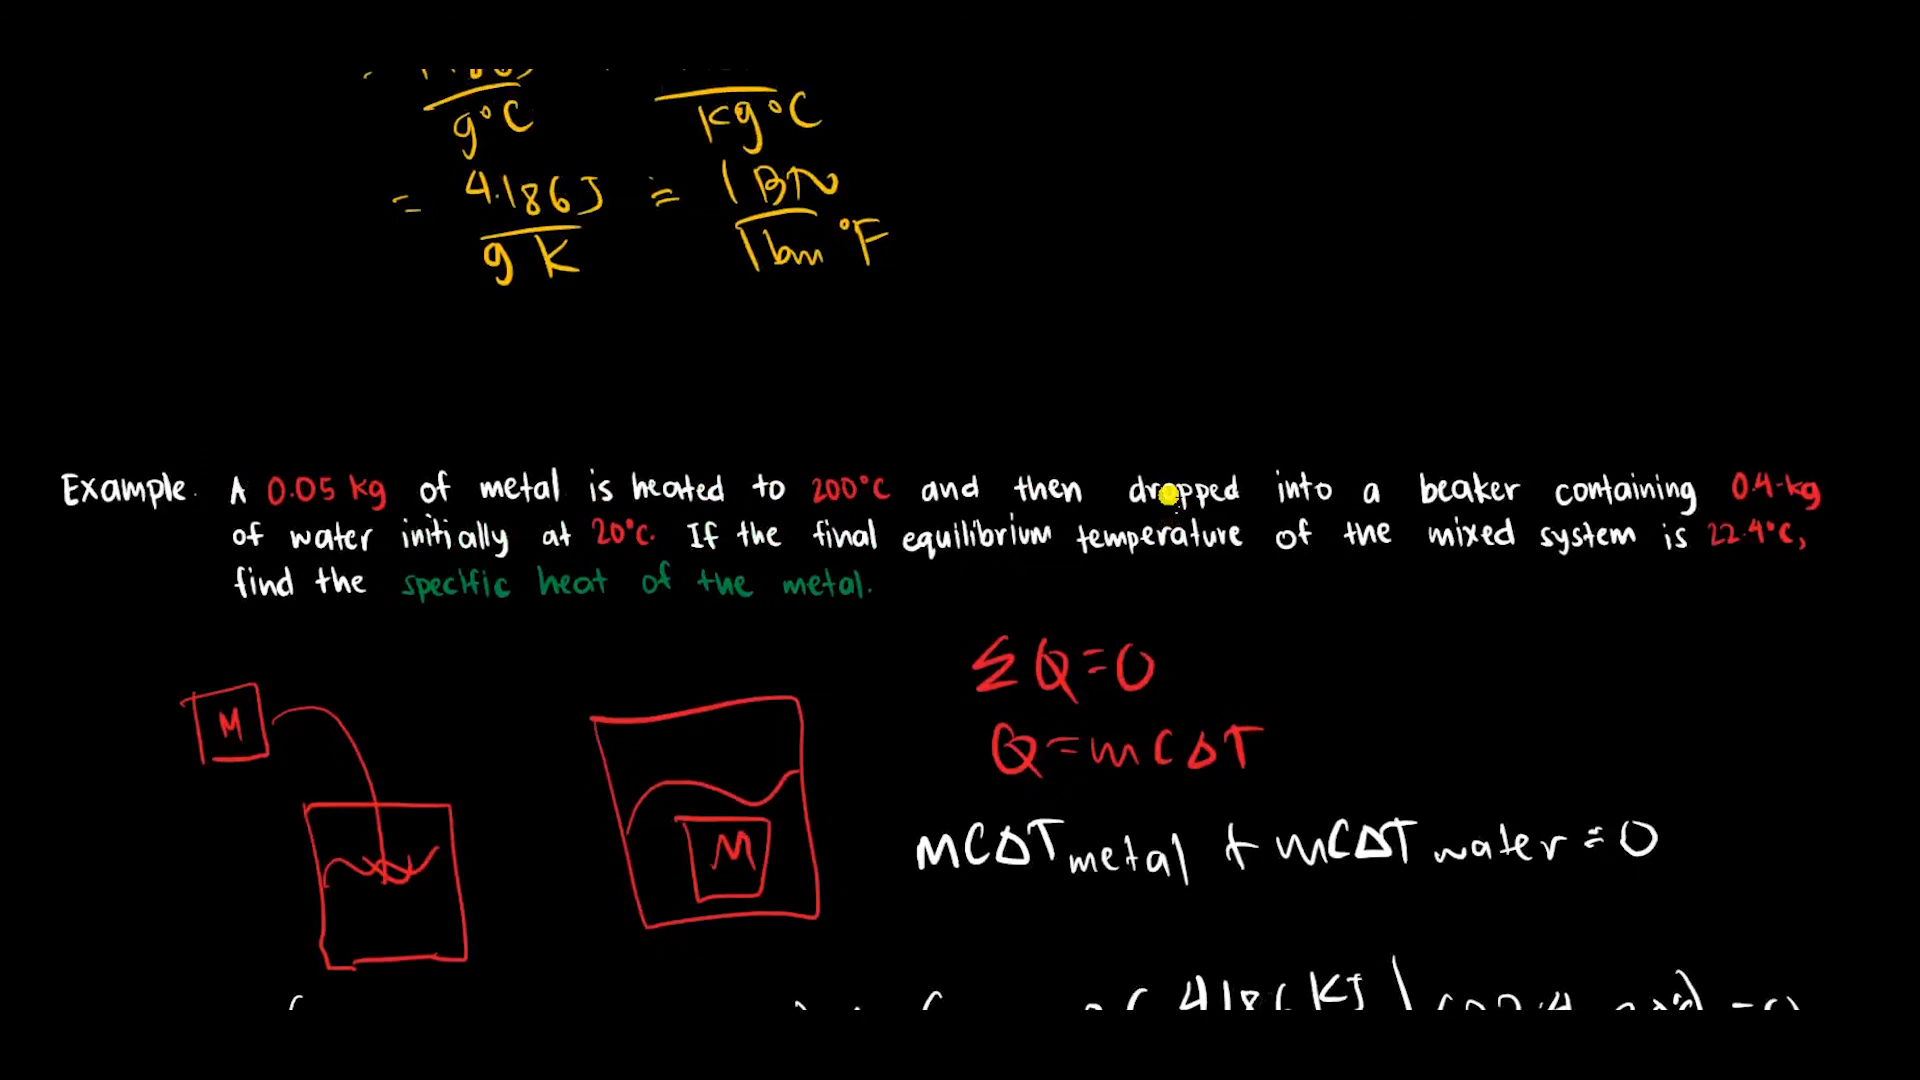 g°C kg°C
= 4.186J = 1 BTU
g K lbm °F
Example. A 0.05 kg of metal is heated to 200°C and then dropped into a beaker containing 0.4-kg
of water initially at 20°C. If the final equilibrium temperature of the mixed system is 22.4°C,
find the specific heat of the metal.
ΣQ=0
Q=mCΔT
M
M
mCΔT metal + mCΔT water = 0